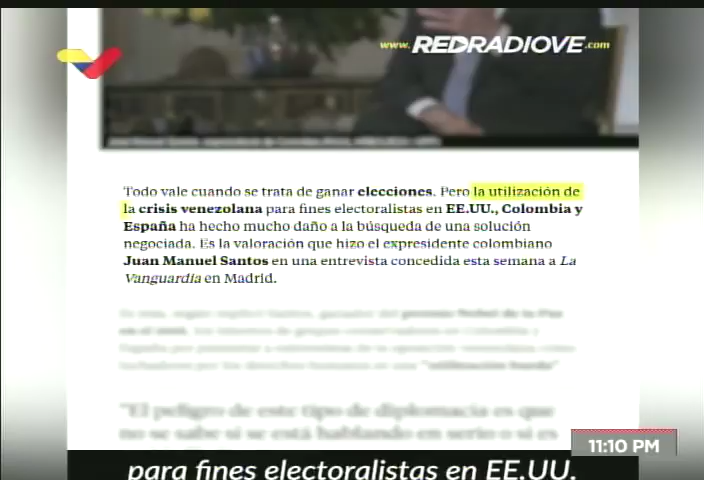 www.REDRADIOVE.com
Todo vale cuando se trata de ganar elecciones. Pero la utilización de
la crisis venezolana para fines electoralistas en EE.UU., Colombia y
España ha hecho mucho daño a la búsqueda de una solución
negociada. Es la valoración que hizo el expresidente colombiano
Juan Manuel Santos en una entrevista concedida esta semana a La
Vanguardia en Madrid.
"El peligro de este tipo de diplomacia es que
no se sabe si se está hablando en serio o si es
11:10 PM
para fines electoralistas en EE.UU.